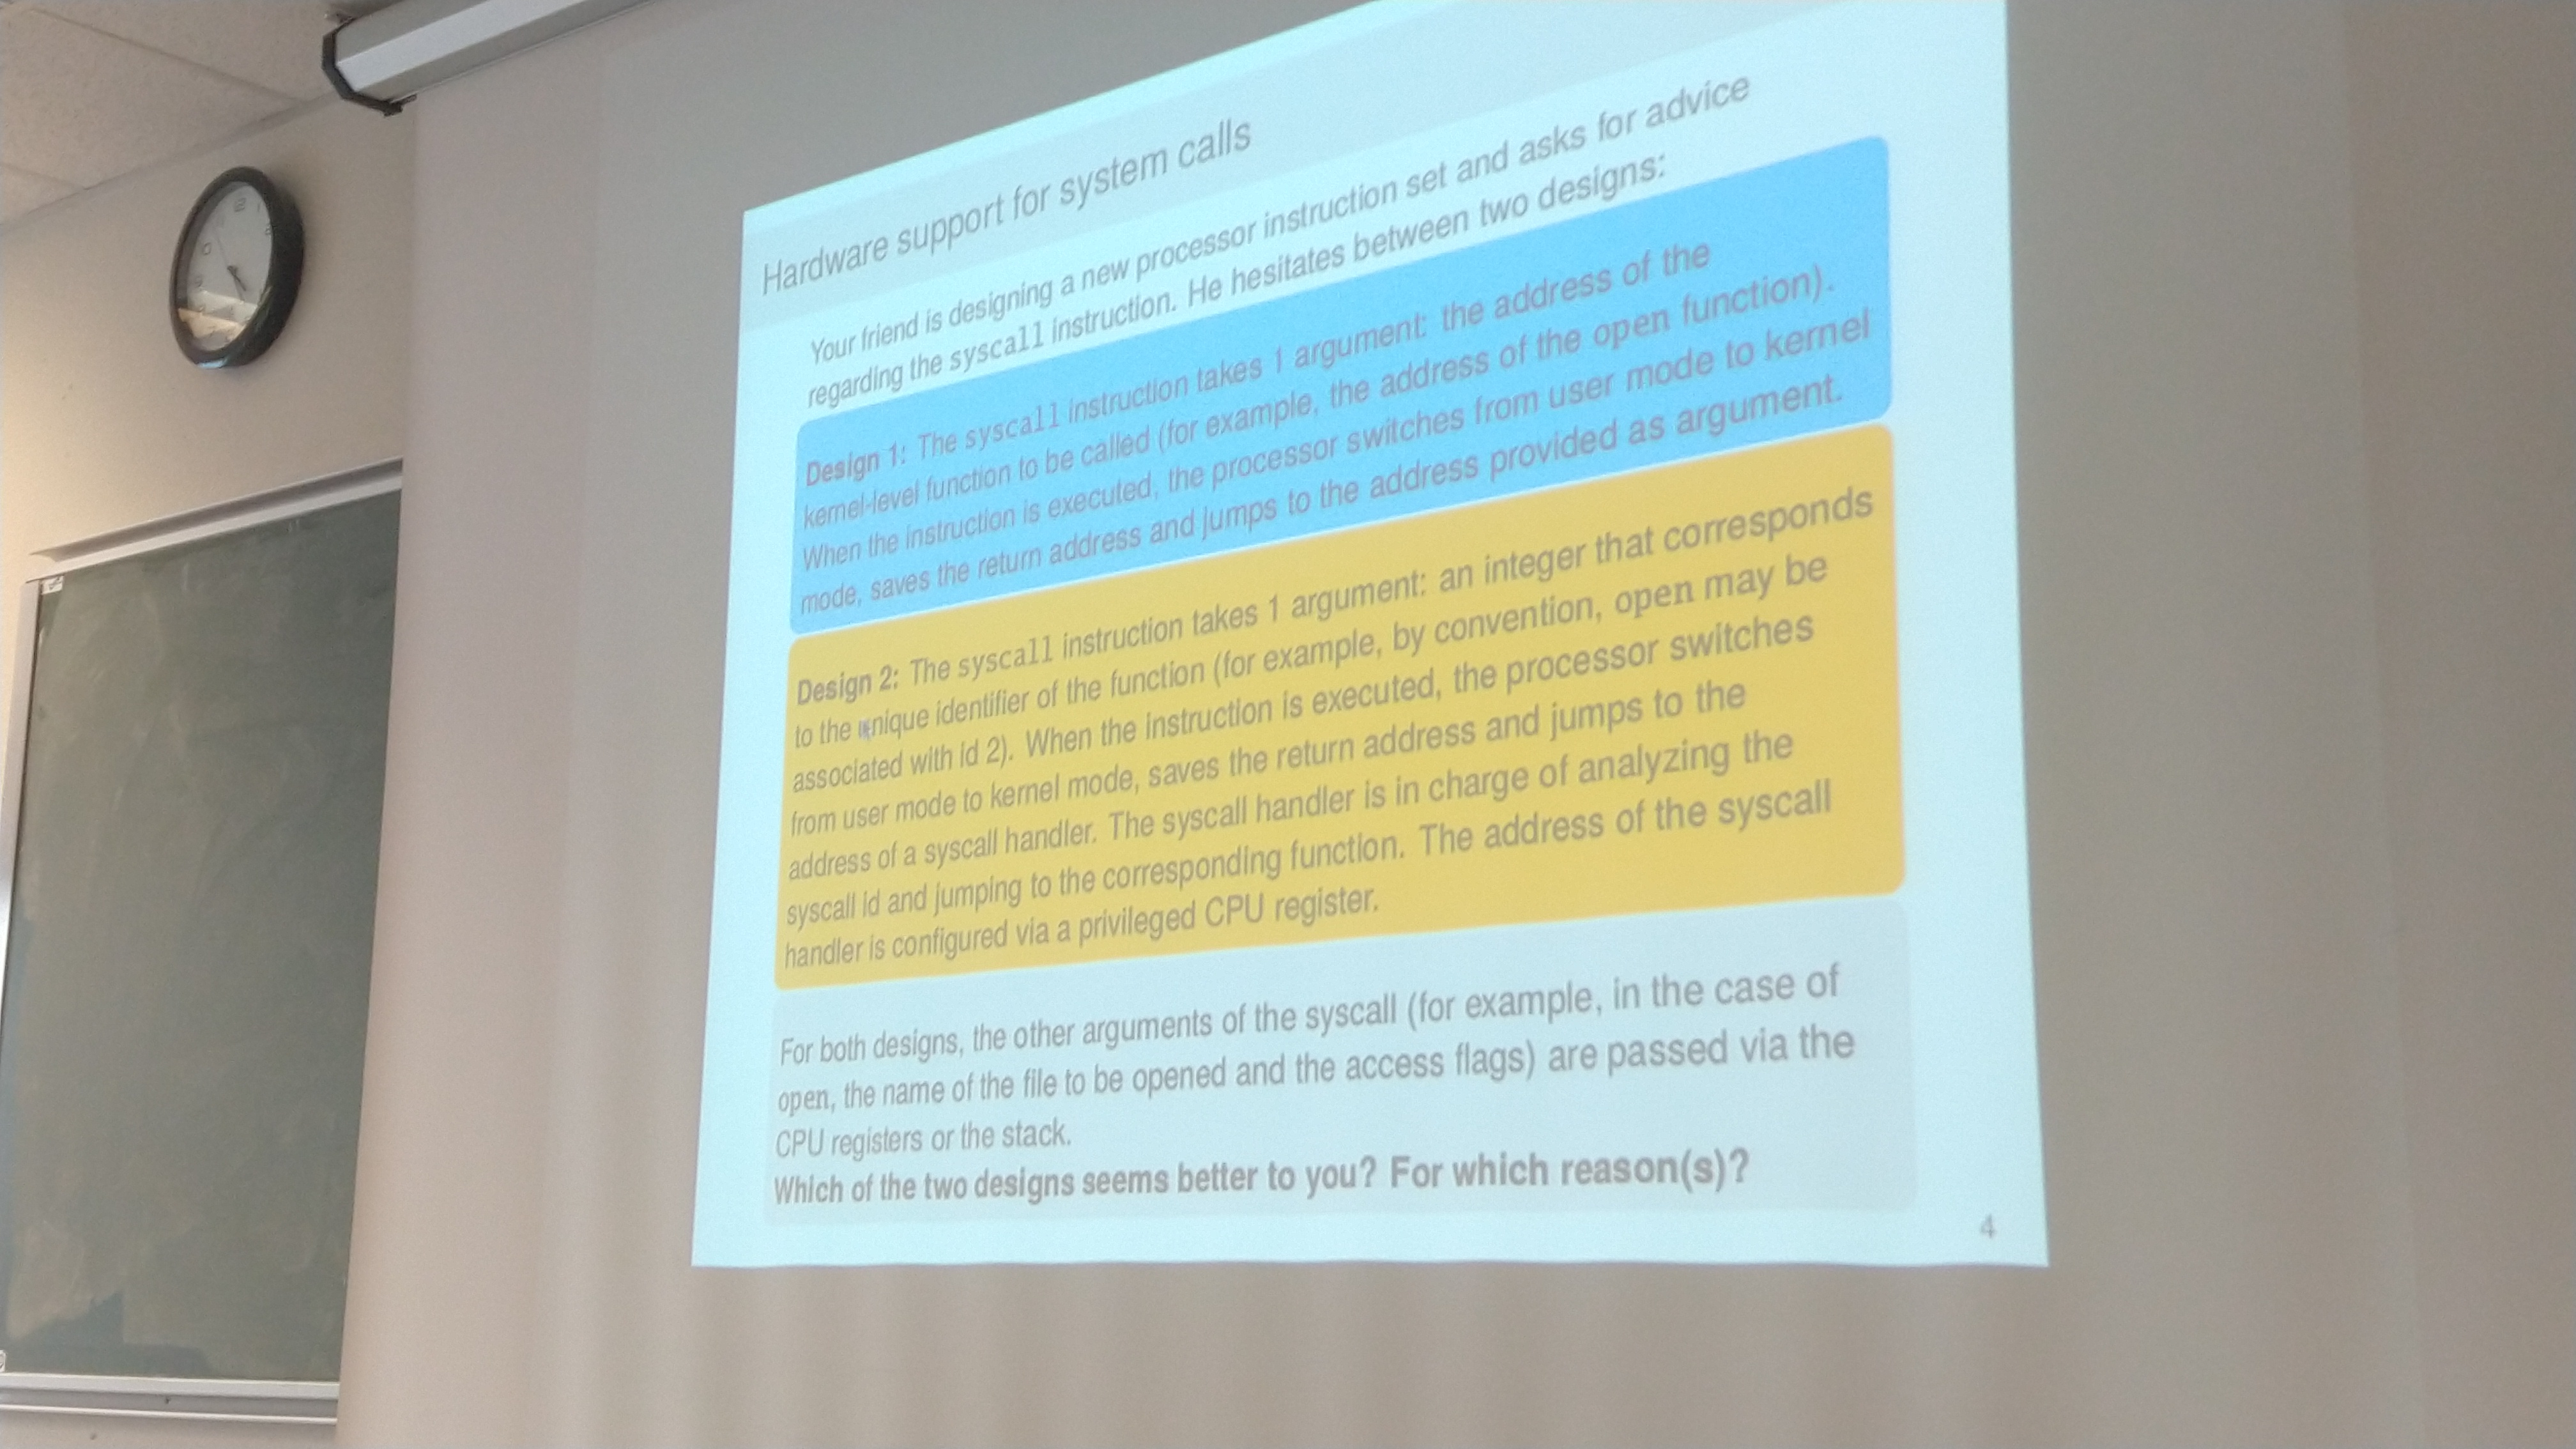 Hardware support for system calls
Your friend is designing a new processor instruction set and asks for advice
regarding the syscall instruction. He hesitates between two designs:
Design 1: The syscall instruction takes 1 argument: the address of the
kernel-level function to be called (for example, the address of the open function).
When the instruction is executed, the processor switches from user mode to kernel
mode, saves the return address and jumps to the address provided as argument.
Design 2: The syscall instruction takes 1 argument: an integer that corresponds
to the unique identifier of the function (for example, by convention, open may be
associated with id 2). When the instruction is executed, the processor switches
from user mode to kernel mode, saves the return address and jumps to the
address of a syscall handler. The syscall handler is in charge of analyzing the
syscall id and jumping to the corresponding function. The address of the syscall
handler is configured via a privileged CPU register.
For both designs, the other arguments of the syscall (for example, in the case of
open, the name of the file to be opened and the access flags) are passed via the
CPU registers or the stack.
Which of the two designs seems better to you? For which reason(s)?
4